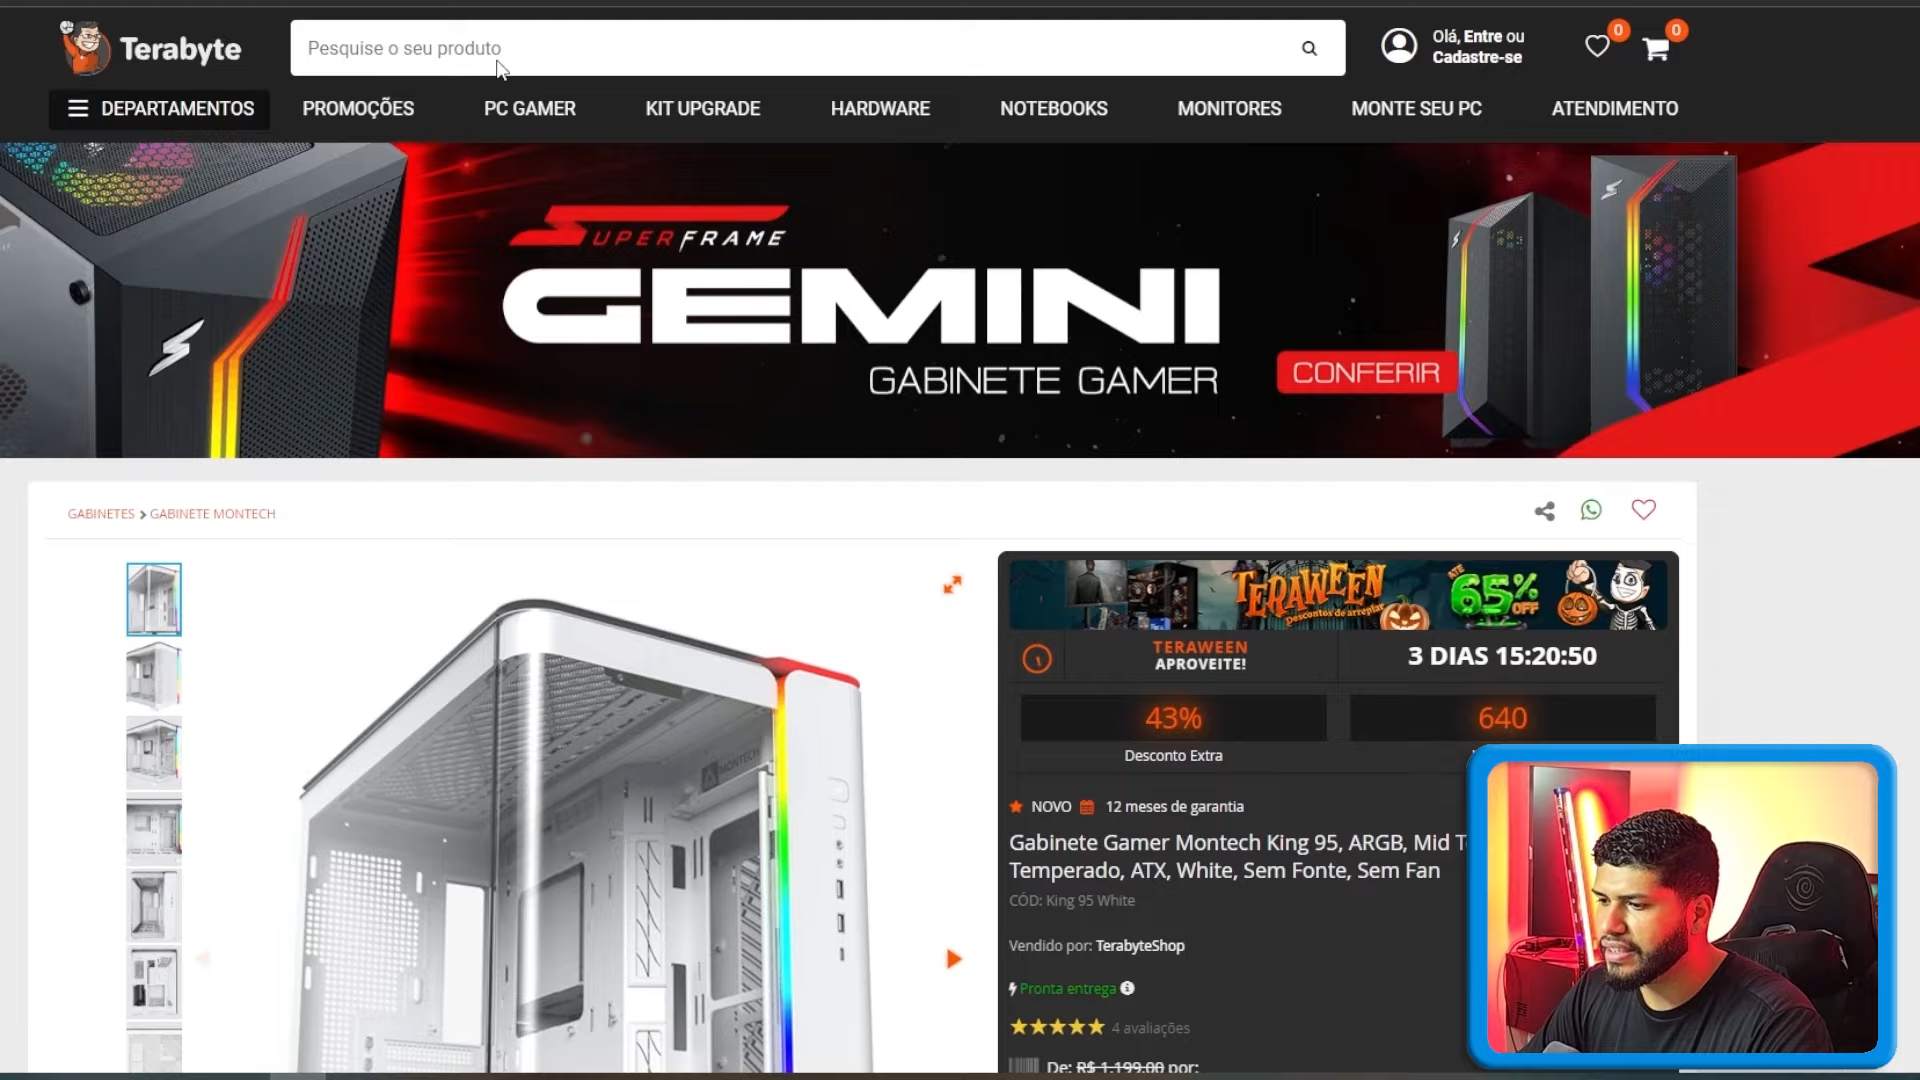 Terabyte
Pesquise o seu produto
Olá, Entre ou
Cadastre-se
0
0
DEPARTAMENTOS
PROMOÇÕES
PC GAMER
KIT UPGRADE
HARDWARE
NOTEBOOKS
MONITORES
MONTE SEU PC
ATENDIMENTO
SUPERFRAME
GEMINI
GABINETE GAMER
CONFERIR
GABINETES > GABINETE MONTECH
MONTECH
TERAWEEN
Descontos de arrepiar
ATÉ
65%
OFF
TERAWEEN
APROVEITE!
3 DIAS 15:20:50
43%
Desconto Extra
640
NOVO 12 meses de garantia
Gabinete Gamer Montech King 95, ARGB, Mid T
Temperado, ATX, White, Sem Fonte, Sem Fan
CÓD: King 95 White
Vendido por: TerabyteShop
Pronta entrega
4 avaliações
De: R$ 1.199,00 por: